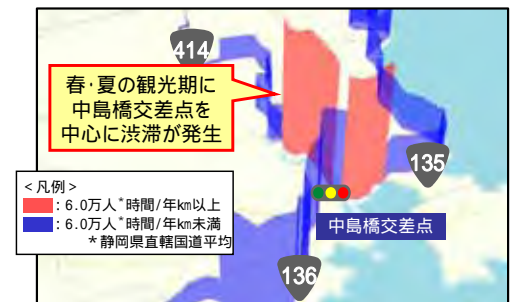 414
春・夏の観光期に
中島橋交差点を
中心に渋滞が発生
135
＜凡例＞
：6.0万人*時間/年km以上
：6.0万人*時間/年km未満
＊静岡県直轄国道平均
中島橋交差点
136